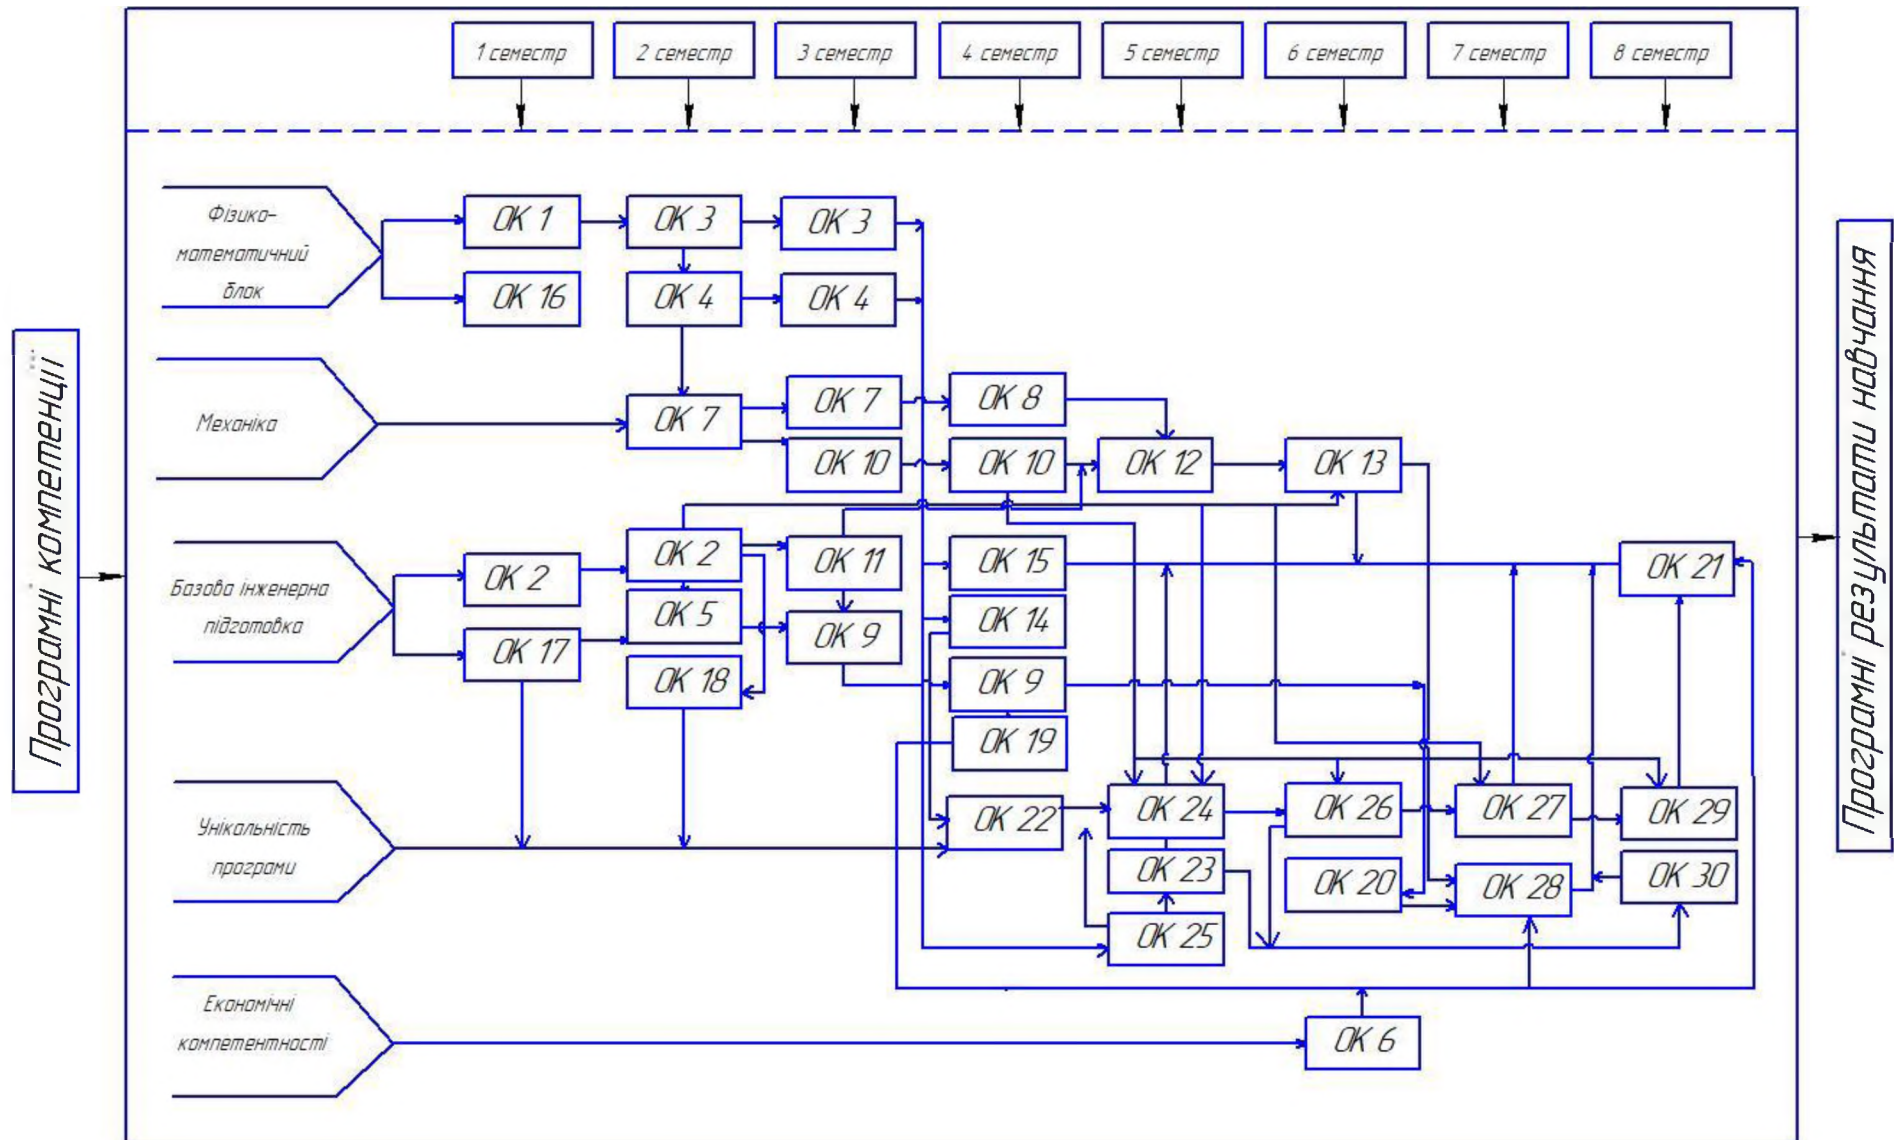 1 семестр
2 семестр
3 семестр
4 семестр
5 семестр
6 семестр
7 семестр
8 семестр
Програмні компетенції
Фізико-
математичний
блок
ОК 1
ОК 3
ОК 3
ОК 16
ОК 4
ОК 4
Механіка
ОК 7
ОК 7
ОК 8
ОК 10
ОК 10
ОК 12
ОК 13
Базова інженерна
підготовка
ОК 2
ОК 2
ОК 11
ОК 15
ОК 21
ОК 17
ОК 5
ОК 9
ОК 14
ОК 18
ОК 9
ОК 19
Унікальність
програми
ОК 22
ОК 24
ОК 26
ОК 27
ОК 29
ОК 23
ОК 20
ОК 28
ОК 30
ОК 25
Економічні
компетентності
ОК 6
Програмні результати навчання